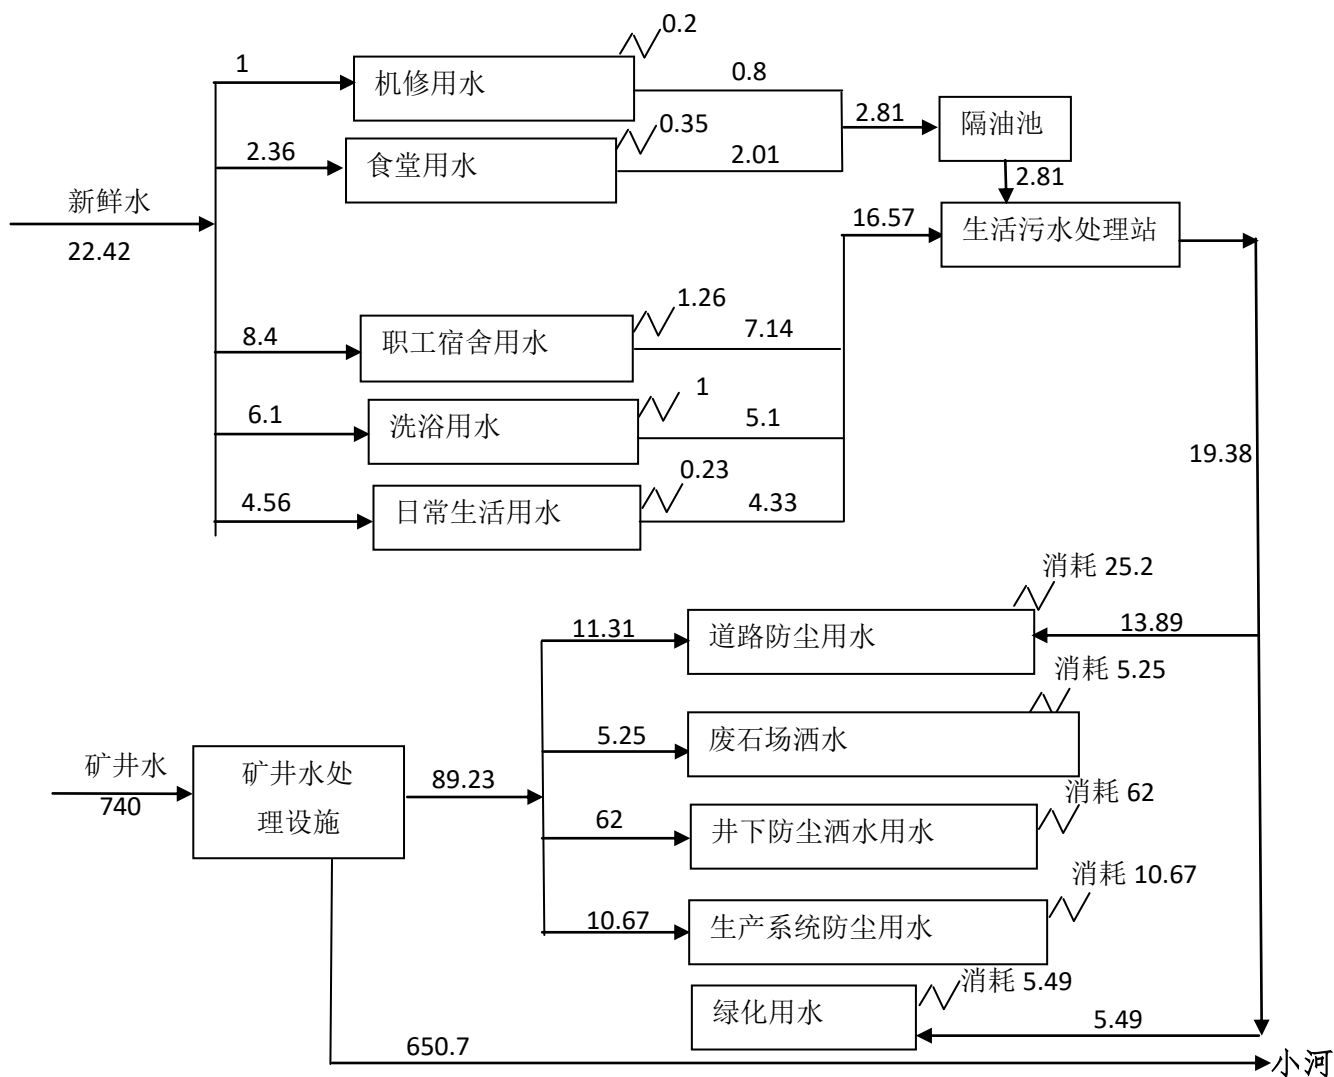 0.2
1
机修用水
0.8
2.81
隔油池
0.35
2.36
食堂用水
2.01
2.81
新鲜水
22.42
16.57
生活污水处理站
1.26
8.4
职工宿舍用水
7.14
1
6.1
洗浴用水
5.1
0.23
4.56
日常生活用水
4.33
19.38
消耗 25.2
11.31
道路防尘用水
13.89
消耗 5.25
5.25
废石场洒水
矿井水
740
矿井水处
理设施
89.23
消耗 62
62
井下防尘洒水用水
消耗 10.67
10.67
生产系统防尘用水
消耗 5.49
绿化用水
5.49
650.7
小河